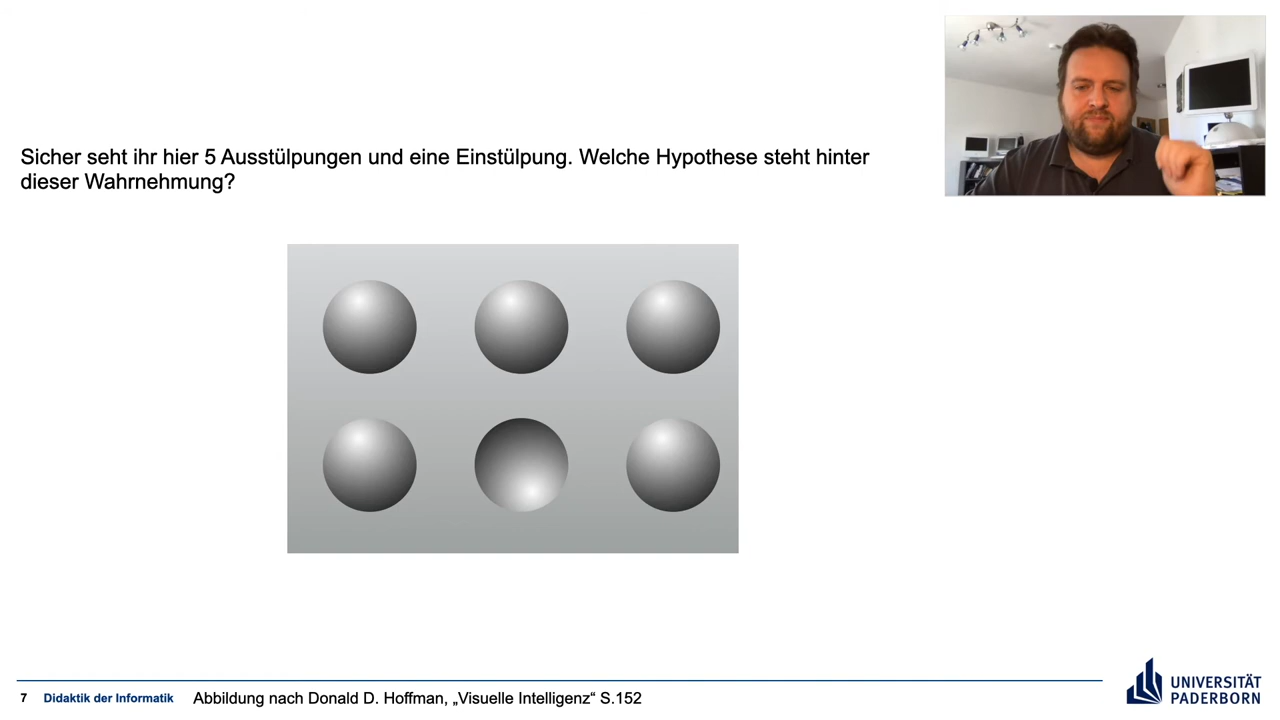 Sicher seht ihr hier 5 Ausstülpungen und eine Einstülpung. Welche Hypothese steht hinter
dieser Wahrnehmung?
7 Didaktik der Informatik Abbildung nach Donald D. Hoffman, „Visuelle Intelligenz“ S.152
UNIVERSITÄT
PADERBORN